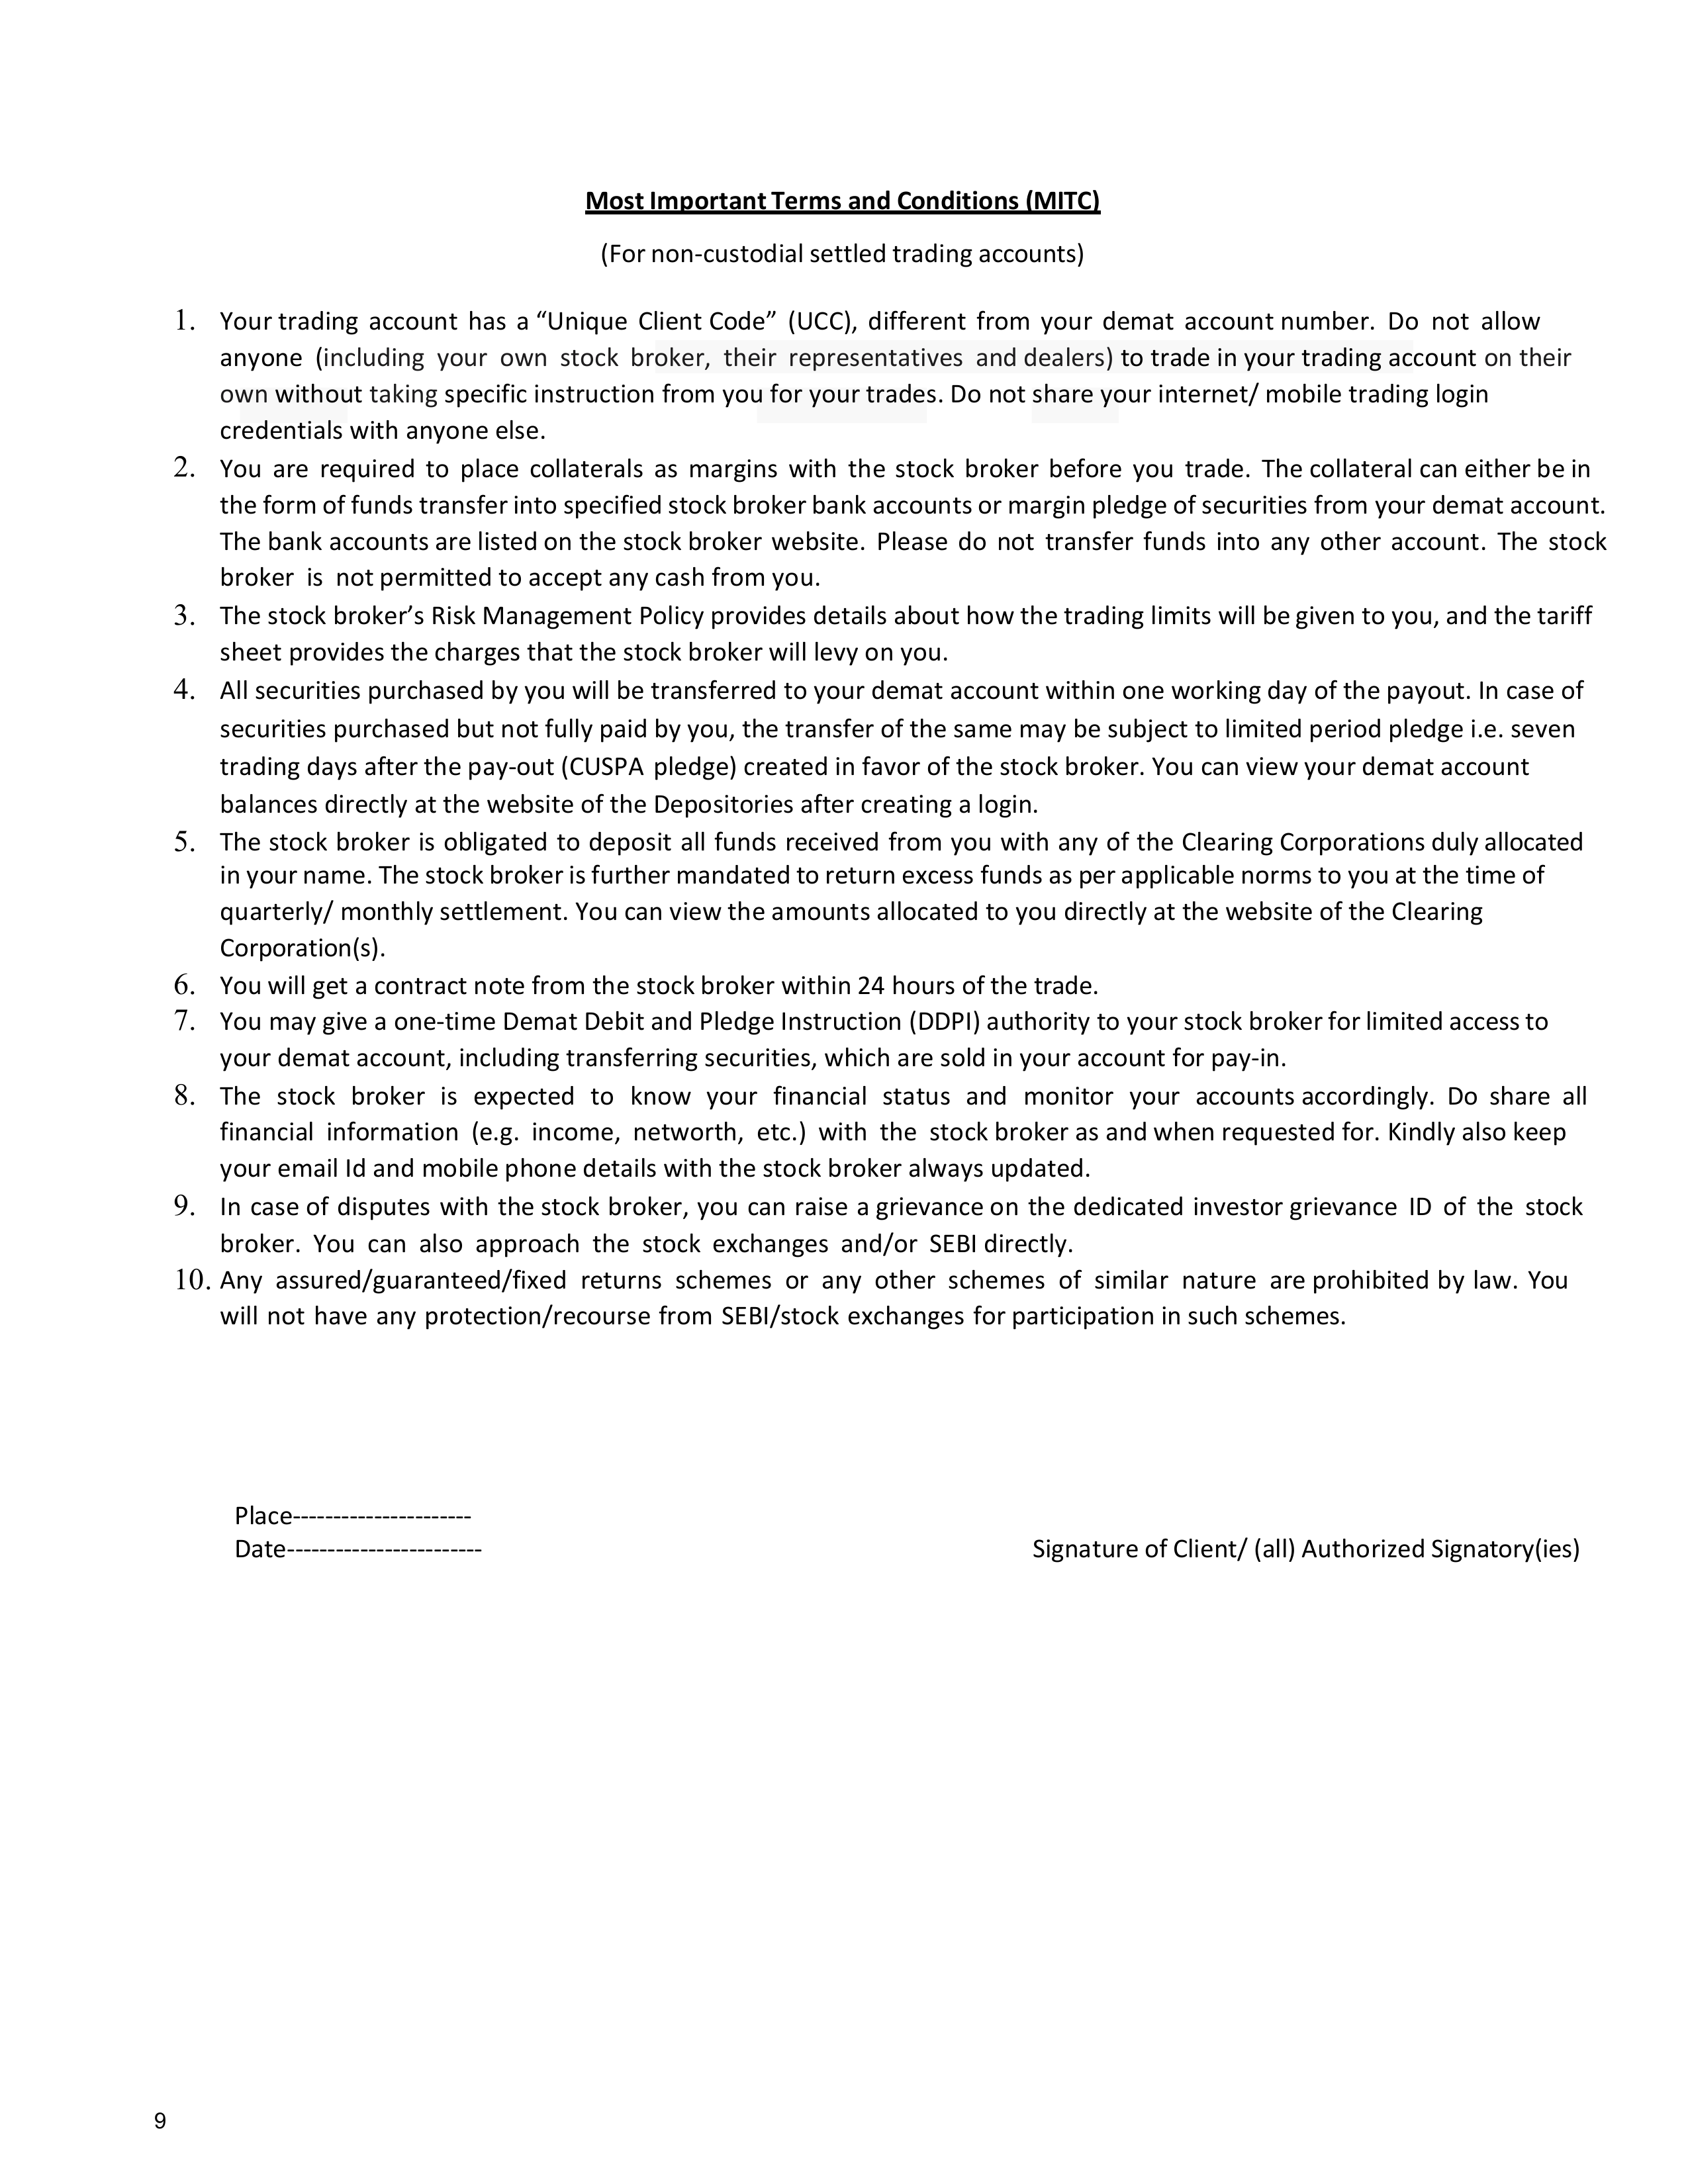 Most Important Terms and Conditions (MITC)
(For non-custodial settled trading accounts)
1. Your trading account has a “Unique Client Code” (UCC), different from your demat account number. Do not allow
anyone (including your own stock broker, their representatives and dealers) to trade in your trading account on their
own without taking specific instruction from you for your trades. Do not share your internet/ mobile trading login
credentials with anyone else.
2. You are required to place collaterals as margins with the stock broker before you trade. The collateral can either be in
the form of funds transfer into specified stock broker bank accounts or margin pledge of securities from your demat account.
The bank accounts are listed on the stock broker website. Please do not transfer funds into any other account. The stock
broker is not permitted to accept any cash from you.
3. The stock broker’s Risk Management Policy provides details about how the trading limits will be given to you, and the tariff
sheet provides the charges that the stock broker will levy on you.
4. All securities purchased by you will be transferred to your demat account within one working day of the payout. In case of
securities purchased but not fully paid by you, the transfer of the same may be subject to limited period pledge i.e. seven
trading days after the pay-out (CUSPA pledge) created in favor of the stock broker. You can view your demat account
balances directly at the website of the Depositories after creating a login.
5. The stock broker is obligated to deposit all funds received from you with any of the Clearing Corporations duly allocated
in your name. The stock broker is further mandated to return excess funds as per applicable norms to you at the time of
quarterly/ monthly settlement. You can view the amounts allocated to you directly at the website of the Clearing
Corporation(s).
6. You will get a contract note from the stock broker within 24 hours of the trade.
7. You may give a one-time Demat Debit and Pledge Instruction (DDPI) authority to your stock broker for limited access to
your demat account, including transferring securities, which are sold in your account for pay-in.
8. The stock broker is expected to know your financial status and monitor your accounts accordingly. Do share all
financial information (e.g. income, networth, etc.) with the stock broker as and when requested for. Kindly also keep
your email Id and mobile phone details with the stock broker always updated.
9. In case of disputes with the stock broker, you can raise a grievance on the dedicated investor grievance ID of the stock
broker. You can also approach the stock exchanges and/or SEBI directly.
10. Any assured/guaranteed/fixed returns schemes or any other schemes of similar nature are prohibited by law. You
will not have any protection/recourse from SEBI/stock exchanges for participation in such schemes.
Place----------------------
Date------------------------ Signature of Client/ (all) Authorized Signatory(ies)
9